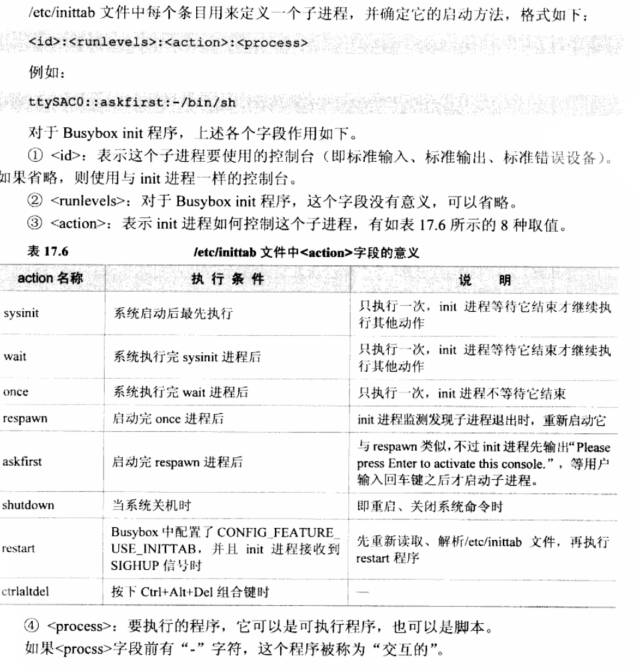 /etc/inittab 文件中每个条目用来定义一个子进程，并确定它的启动方法，格式如下：
<id>:<runlevels>:<action>:<process>
例如：
ttySAC0::askfirst:-/bin/sh
对于 Busybox init 程序，上述各个字段作用如下。
① <id>：表示这个子进程要使用的控制台（即标准输入、标准输出、标准错误设备）。
如果省略，则使用与 init 进程一样的控制台。
② <runlevels>：对于 Busybox init 程序，这个字段没有意义，可以省略。
③ <action>：表示 init 进程如何控制这个子进程，有如表 17.6 所示的 8 种取值。
表 17.6 /etc/inittab 文件中<action>字段的意义
action 名称 执 行 条 件 说 明
sysinit 系统启动后最先执行 只执行一次，init 进程等待它结束才继续执
行其他动作
wait 系统执行完 sysinit 进程后 只执行一次，init 进程等待它结束才继续执
行其他动作
once 系统执行完 wait 进程后 只执行一次，init 进程不等待它结束
respawn 启动完 once 进程后 init 进程监测发现子进程退出时，重新启动它
askfirst 启动完 respawn 进程后 与 respawn 类似，不过 init 进程先输出“Please
press Enter to activate this console.”，等用户
输入回车键之后才启动子进程。
shutdown 当系统关机时 即重启、关闭系统命令时
restart Busybox 中配置了 CONFIG_FEATURE_
USE_INITTAB，并且 init 进程接收到
SIGHUP 信号时 先重新读取、解析/etc/inittab 文件，再执行
restart 程序
ctrlaltdel 按下 Ctrl+Alt+Del 组合键时 —
④ <process>：要执行的程序，它可以是可执行程序，也可以是脚本。
如果<procss>字段前有“-”字符，这个程序被称为“交互的”。